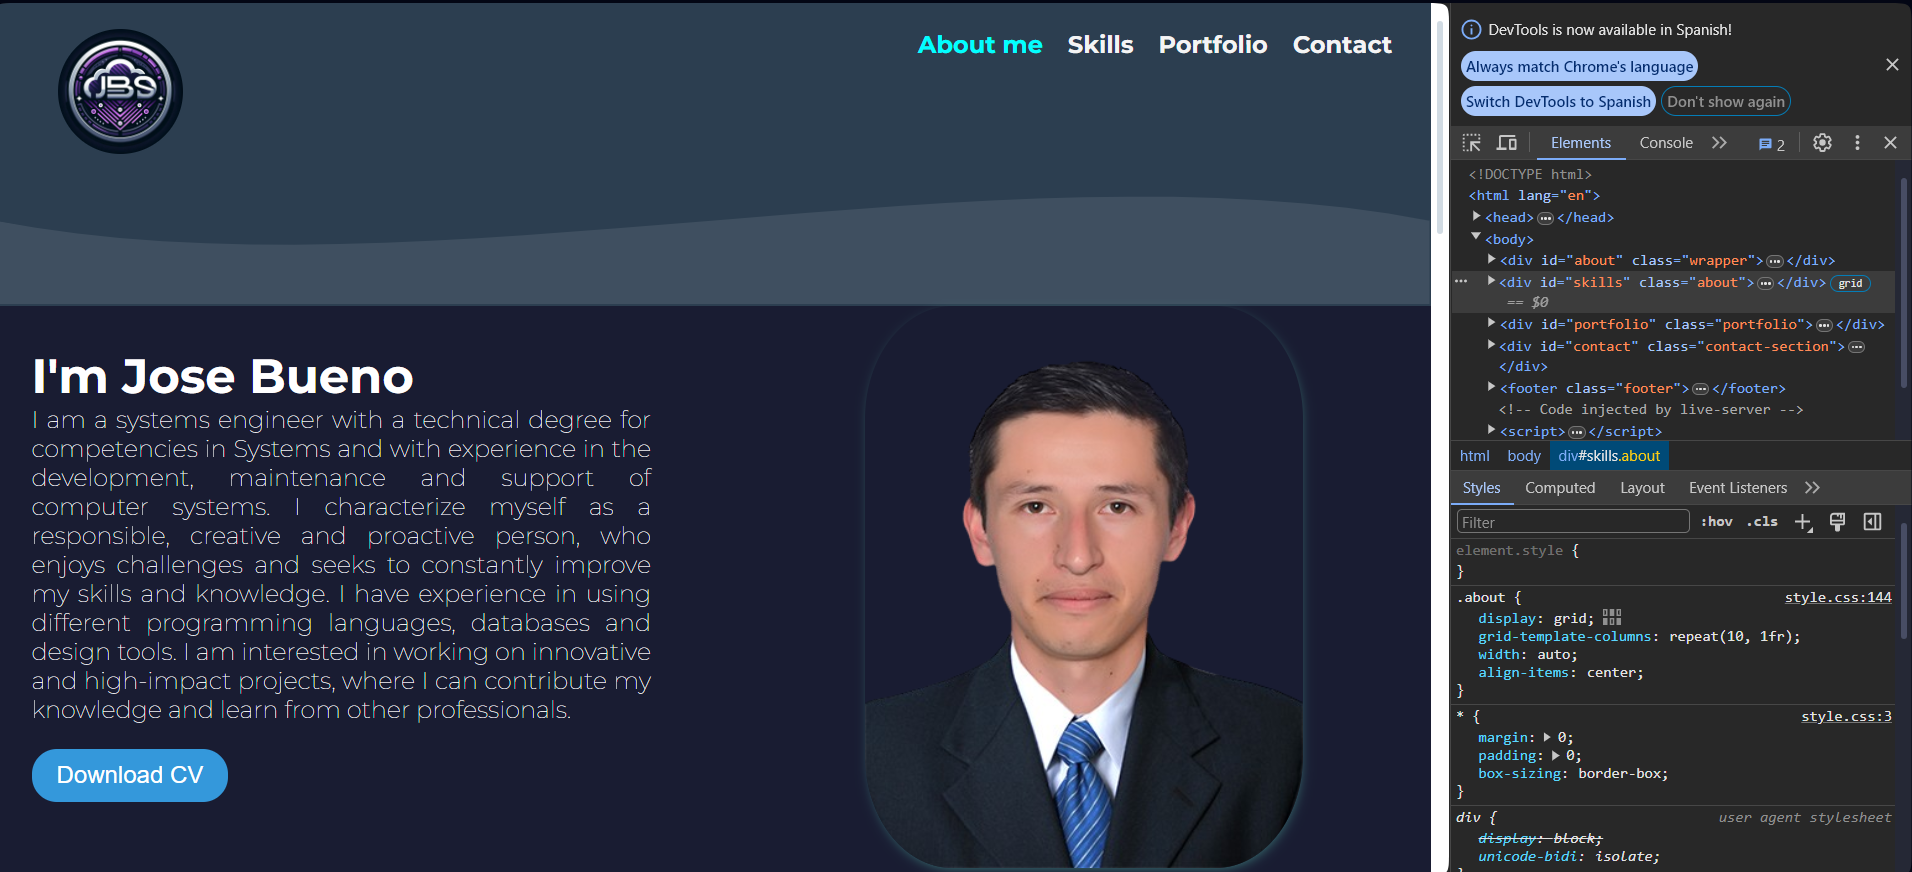 JBS
About me Skills Portfolio Contact
I'm Jose Bueno
I am a systems engineer with a technical degree for
competencies in Systems and with experience in the
development, maintenance and support of
computer systems. I characterize myself as a
responsible, creative and proactive person, who
enjoys challenges and seeks to constantly improve
my skills and knowledge. I have experience in using
different programming languages, databases and
design tools. I am interested in working on innovative
and high-impact projects, where I can contribute my
knowledge and learn from other professionals.
Download CV
DevTools is now available in Spanish!
Always match Chrome's language
Switch DevTools to Spanish Don't show again
Elements Console 2
<!DOCTYPE html>
<html lang="en">
<head>…</head>
<body>
<div id="about" class="wrapper">…</div>
<div id="skills" class="about">…</div> grid
== $0
<div id="portfolio" class="portfolio">…</div>
<div id="contact" class="contact-section">…
</div>
<footer class="footer">…</footer>
<!-- Code injected by live-server -->
<script>…</script>
html body div#skills.about
Styles Computed Layout Event Listeners
Filter :hov .cls
element.style {
}
.about { style.css:144
display: grid;
grid-template-columns: repeat(10, 1fr);
width: auto;
align-items: center;
}
* { style.css:3
margin: 0;
padding: 0;
box-sizing: border-box;
}
div { user agent stylesheet
display: block;
unicode-bidi: isolate;